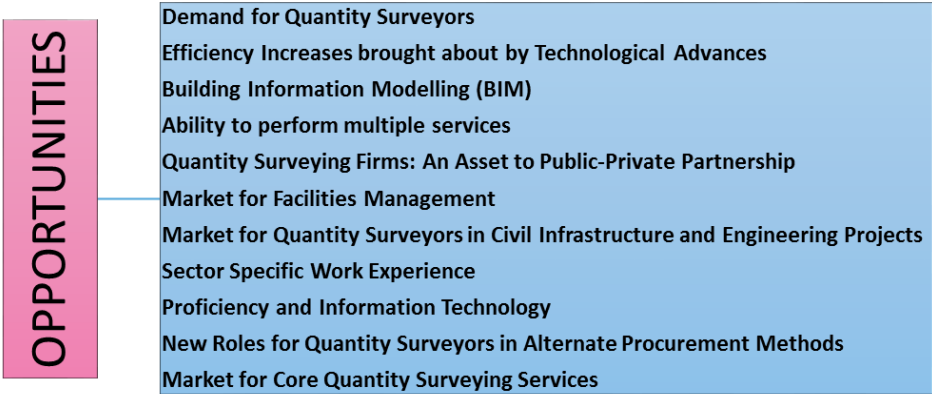 OPPORTUNITIES
Demand for Quantity Surveyors
Efficiency Increases brought about by Technological Advances
Building Information Modelling (BIM)
Ability to perform multiple services
Quantity Surveying Firms: An Asset to Public-Private Partnership
Market for Facilities Management
Market for Quantity Surveyors in Civil Infrastructure and Engineering Projects
Sector Specific Work Experience
Proficiency and Information Technology
New Roles for Quantity Surveyors in Alternate Procurement Methods
Market for Core Quantity Surveying Services